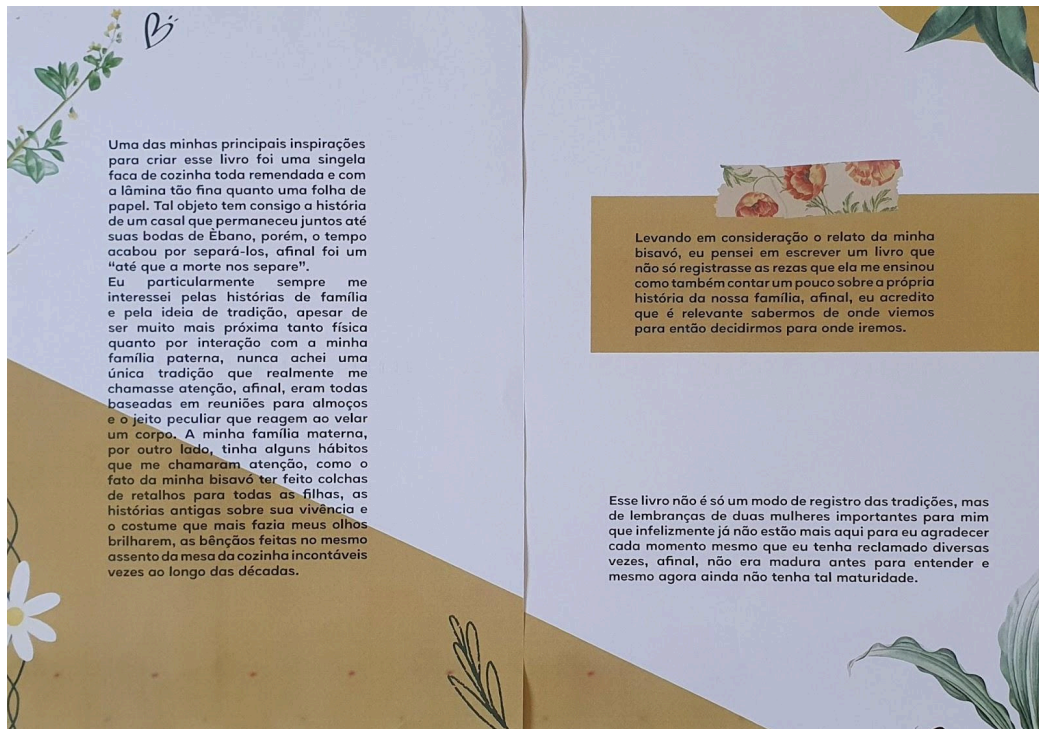 Uma das minhas principais inspirações
para criar esse livro foi uma singela
faca de cozinha toda remendada e com
a lâmina tão fina quanto uma folha de
papel. Tal objeto tem consigo a história
de um casal que permaneceu juntos até
suas bodas de Èbano, porém, o tempo
acabou por separá-los, afinal foi um
“até que a morte nos separe”.
Eu particularmente sempre me
interessei pelas histórias de família
e pela ideia de tradição, apesar de
ser muito mais próxima tanto física
quanto por interação com a minha
família paterna, nunca achei uma
única tradição que realmente me
chamasse atenção, afinal, eram todas
baseadas em reuniões para almoços
e o jeito peculiar que reagem ao velar
um corpo. A minha família materna,
por outro lado, tinha alguns hábitos
que me chamaram atenção, como o
fato da minha bisavó ter feito colchas
de retalhos para todas as filhas, as
histórias antigas sobre sua vivência e
o costume que mais fazia meus olhos
brilharem, as bênçãos feitas no mesmo
assento da mesa da cozinha incontáveis
vezes ao longo das décadas.
Levando em consideração o relato da minha
bisavó, eu pensei em escrever um livro que
não só registrasse as rezas que ela me ensinou
como também contar um pouco sobre a própria
história da nossa família, afinal, eu acredito
que é relevante sabermos de onde viemos
para então decidirmos para onde iremos.
Esse livro não é só um modo de registro das tradições, mas
de lembranças de duas mulheres importantes para mim
que infelizmente já não estão mais aqui para eu agradecer
cada momento mesmo que eu tenha reclamado diversas
vezes, afinal, não era madura antes para entender e
mesmo agora ainda não tenha tal maturidade.